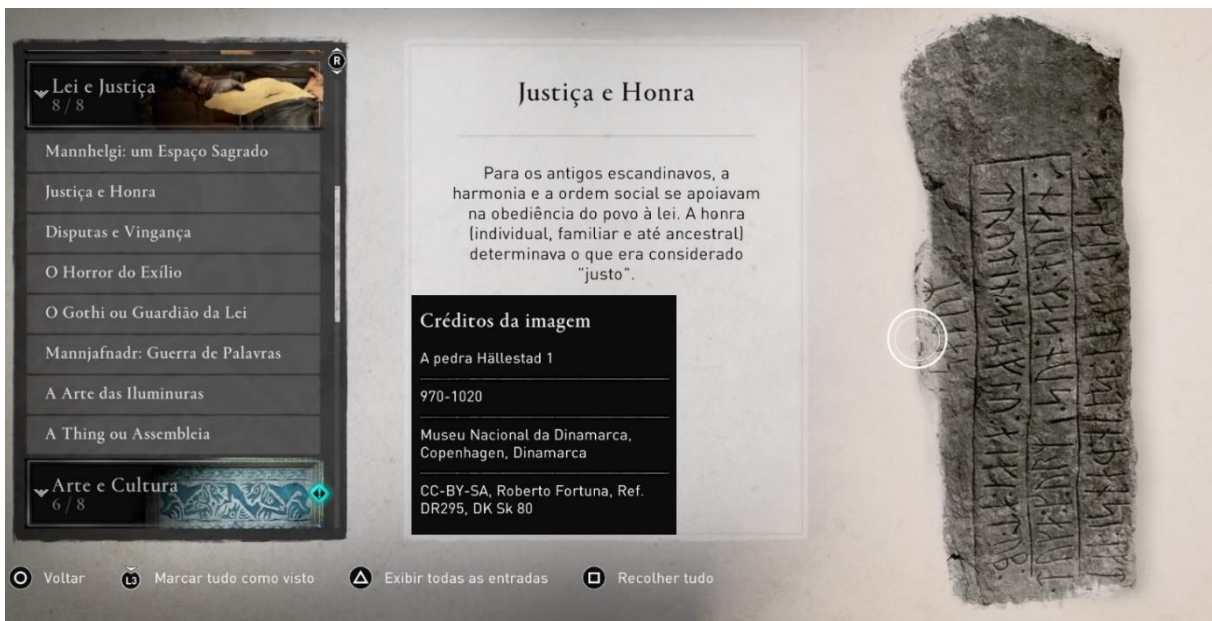 Lei e Justiça
8 / 8
R
Mannhelgi: um Espaço Sagrado
Justiça e Honra
Disputas e Vingança
O Horror do Exílio
O Gothi ou Guardião da Lei
Mannjafnadr: Guerra de Palavras
A Arte das Iluminuras
A Thing ou Assembleia
Arte e Cultura
6 / 8
Justiça e Honra
Para os antigos escandinavos, a
harmonia e a ordem social se apoiavam
na obediência do povo à lei. A honra
(individual, familiar e até ancestral)
determinava o que era considerado
"justo".
Créditos da imagem
A pedra Hällestad 1
970-1020
Museu Nacional da Dinamarca,
Copenhagen, Dinamarca
CC-BY-SA, Roberto Fortuna, Ref.
DR295, DK Sk 80
Voltar
L3 Marcar tudo como visto
Exibir todas as entradas
Recolher tudo